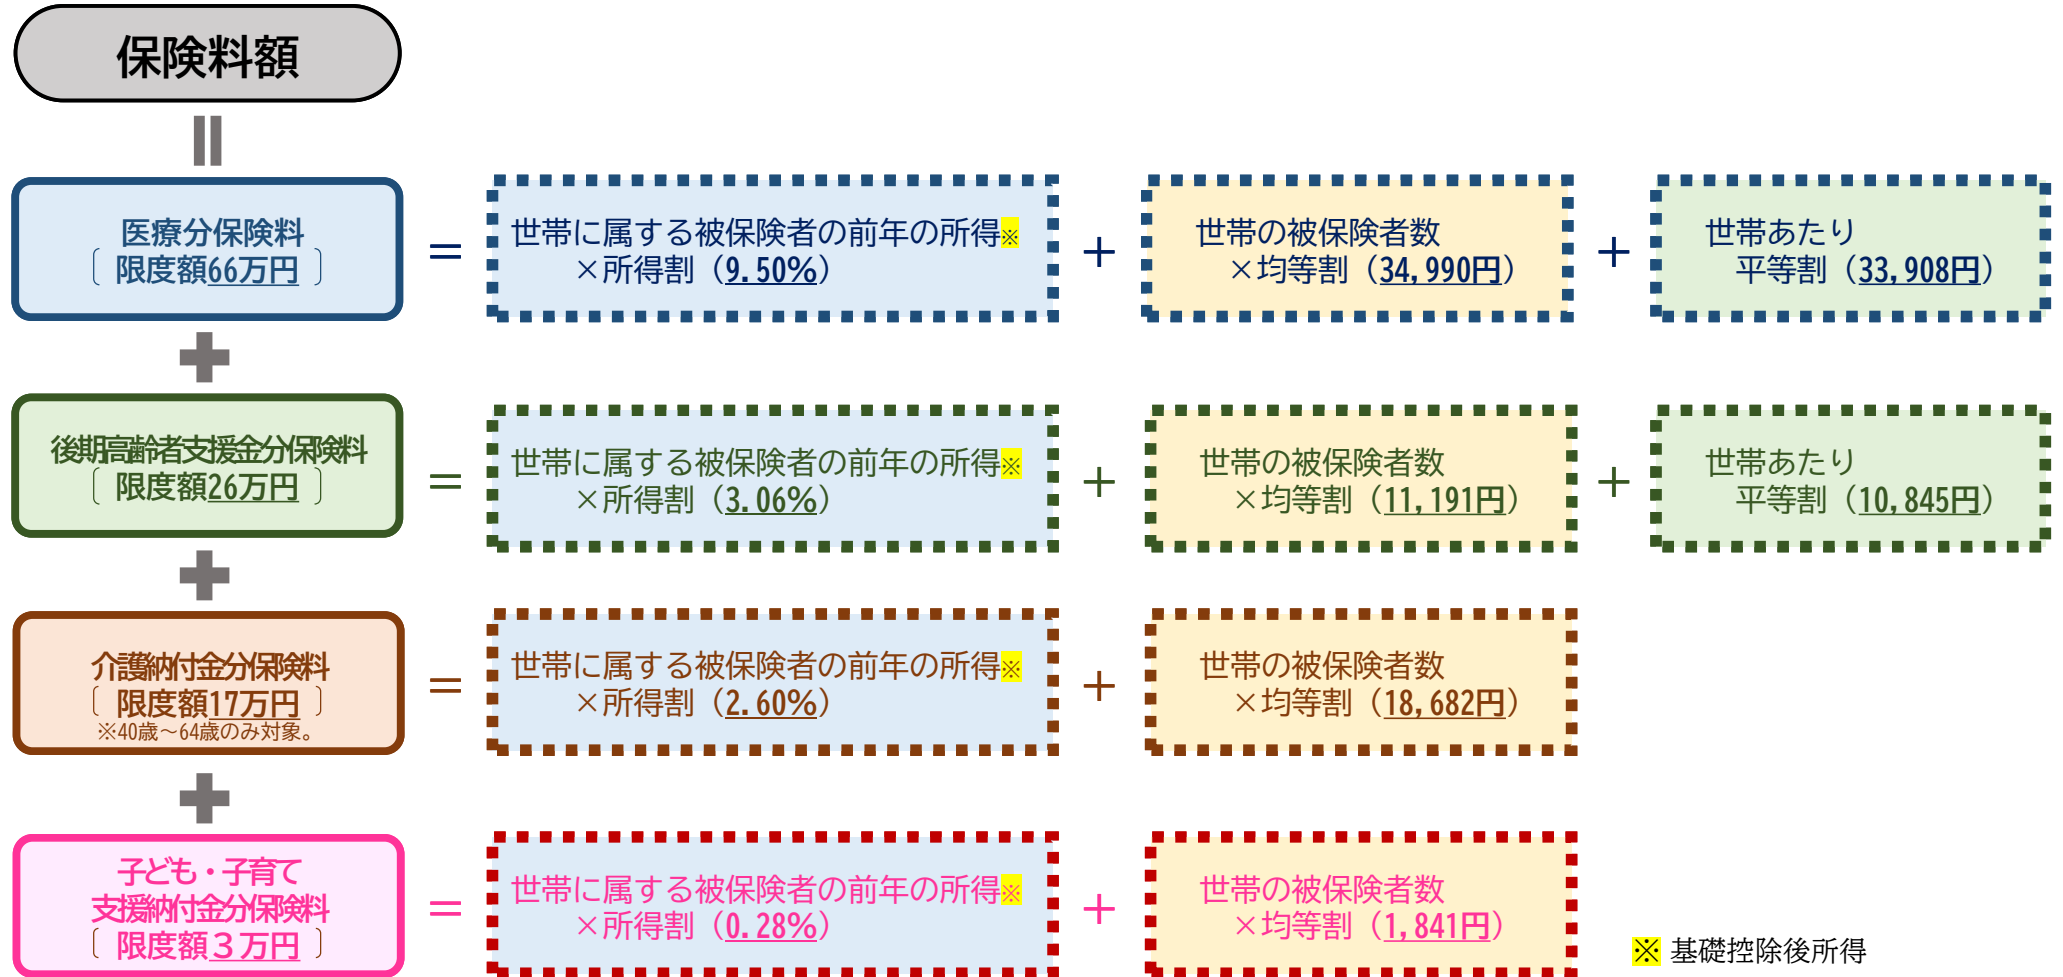 保険料額
医療分保険料
〔 限度額66万円 〕
=
世帯に属する被保険者の前年の所得※
×所得割（9.50%）
+
世帯の被保険者数
×均等割（34,990円）
+
世帯あたり
平等割（33,908円）
後期高齢者支援金分保険料
〔 限度額26万円 〕
=
世帯に属する被保険者の前年の所得※
×所得割（3.06%）
+
世帯の被保険者数
×均等割（11,191円）
+
世帯あたり
平等割（10,845円）
介護納付金分保険料
〔 限度額17万円 〕
※40歳～64歳のみ対象。
=
世帯に属する被保険者の前年の所得※
×所得割（2.60%）
+
世帯の被保険者数
×均等割（18,682円）
子ども・子育て
支援納付金分保険料
〔 限度額３万円 〕
=
世帯に属する被保険者の前年の所得※
×所得割（0.28%）
+
世帯の被保険者数
×均等割（1,841円）
※ 基礎控除後所得